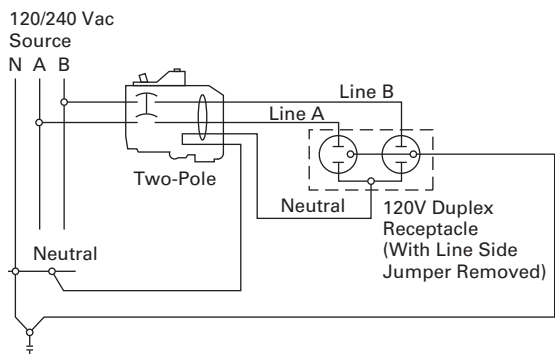 120/240 Vac
Source
N A B
Line B
Line A
Two-Pole
Neutral
120V Duplex
Receptacle
(With Line Side
Jumper Removed)
Neutral